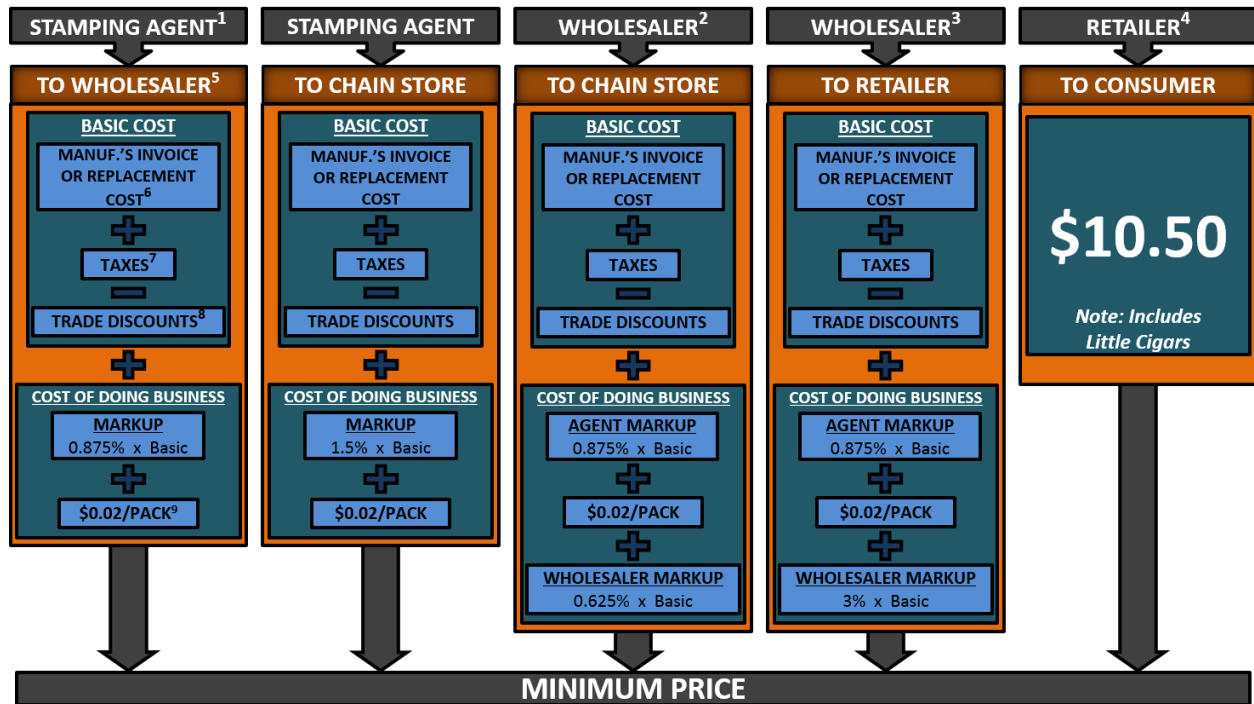 STAMPING AGENT¹
STAMPING AGENT
WHOLESALER²
WHOLESALER³
RETAILER⁴
TO WHOLESALER⁵
BASIC COST
MANUF.'S INVOICE
OR REPLACEMENT
COST⁶
TAXES⁷
TRADE DISCOUNTS⁸
COST OF DOING BUSINESS
MARKUP
0.875% x Basic
$0.02/PACK⁹
TO CHAIN STORE
BASIC COST
MANUF.'S INVOICE
OR REPLACEMENT
COST
TAXES
TRADE DISCOUNTS
COST OF DOING BUSINESS
MARKUP
1.5% x Basic
$0.02/PACK
TO CHAIN STORE
BASIC COST
MANUF.'S INVOICE
OR REPLACEMENT
COST
TAXES
TRADE DISCOUNTS
COST OF DOING BUSINESS
AGENT MARKUP
0.875% x Basic
$0.02/PACK
WHOLESALER MARKUP
0.625% x Basic
TO RETAILER
BASIC COST
MANUF.'S INVOICE
OR REPLACEMENT
COST
TAXES
TRADE DISCOUNTS
COST OF DOING BUSINESS
AGENT MARKUP
0.875% x Basic
$0.02/PACK
WHOLESALER MARKUP
3% x Basic
TO CONSUMER
$10.50
Note: Includes
Little Cigars
MINIMUM PRICE